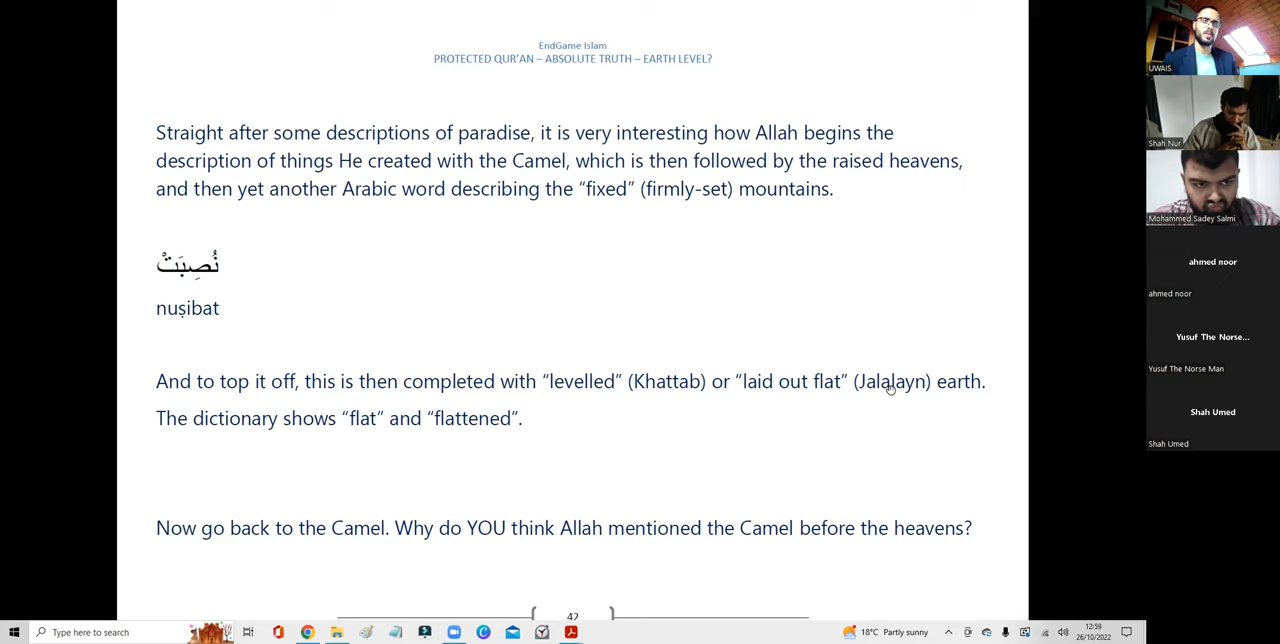 EndGame Islam
PROTECTED QUR'AN – ABSOLUTE TRUTH – EARTH LEVEL?
Straight after some descriptions of paradise, it is very interesting how Allah begins the
description of things He created with the Camel, which is then followed by the raised heavens,
and then yet another Arabic word describing the “fixed” (firmly-set) mountains.
نُصِبَتْ
nuṣibat
And to top it off, this is then completed with “levelled” (Khattab) or “laid out flat” (Jalalayn) earth.
The dictionary shows “flat” and “flattened”.
Now go back to the Camel. Why do YOU think Allah mentioned the Camel before the heavens?
42
UWAIS
Shah Nur
Mohammed Sadey Salmi
ahmed noor
ahmed noor
Yusuf The Norse...
Yusuf The Norse Man
Shah Umed
Shah Umed
Type here to search
18°C Partly sunny
12:59
26/10/2022